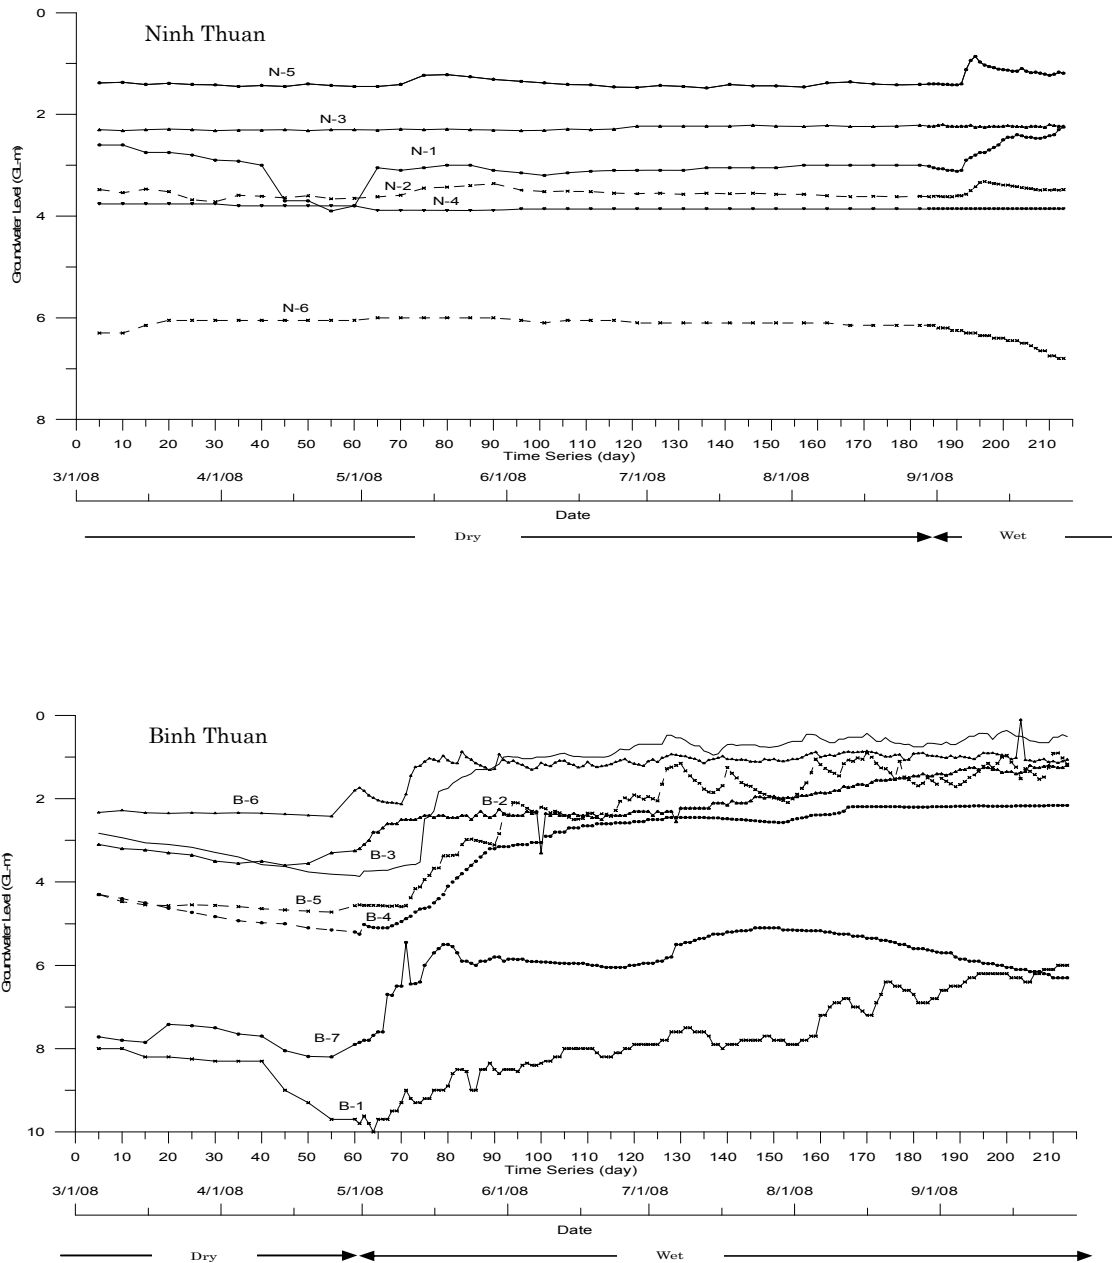 0
Ninh Thuan
N-5
2
N-3
N-1
N-2
4
N-4
Groundwater Level (GL-m)
N-6
6
8
0 10 20 30 40 50 60 70 80 90 100 110 120 130 140 150 160 170 180 190 200 210
Time Series (day)
3/1/08 4/1/08 5/1/08 6/1/08 7/1/08 8/1/08 9/1/08
Date
Dry Wet
0
Binh Thuan
2
B-6 B-2
B-3
4
B-5 B-4
Groundwater Level (GL-m)
6
B-7
8
B-1
10
0 10 20 30 40 50 60 70 80 90 100 110 120 130 140 150 160 170 180 190 200 210
Time Series (day)
3/1/08 4/1/08 5/1/08 6/1/08 7/1/08 8/1/08 9/1/08
Date
Dry Wet